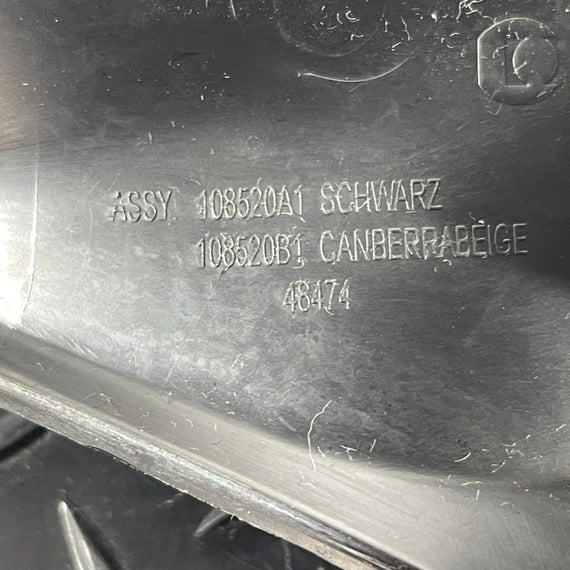 L
ASSY. 108520A1 SCHWARZ
108520B1 CANBERRABEIGE
48474